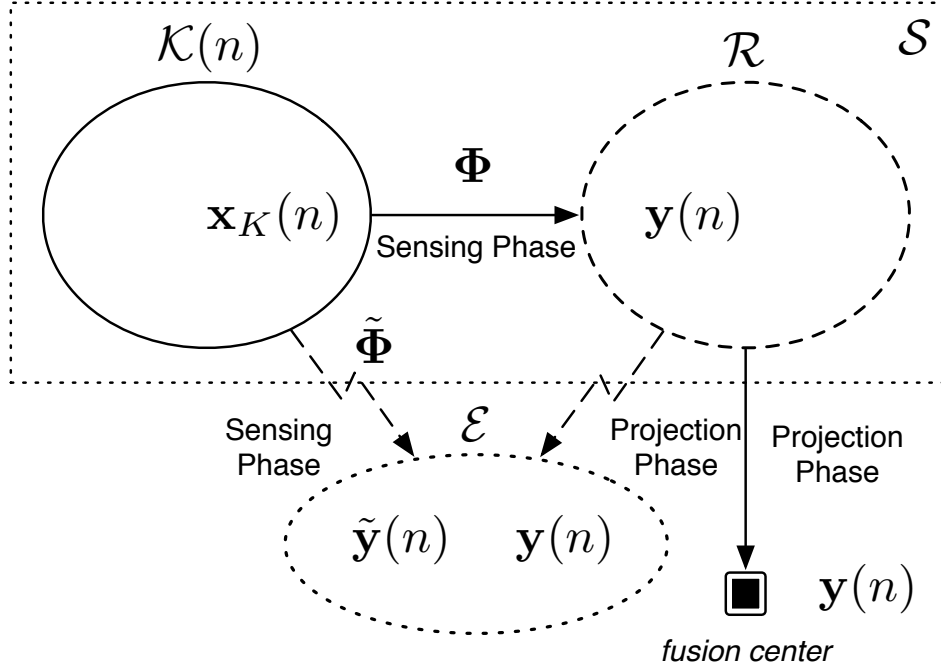 𝒦(n)
ℛ
𝒮
Φ
x_K(n)
y(n)
Sensing Phase
Φ̃
Sensing
Phase
ℰ
Projection
Phase
Projection
Phase
ỹ(n) y(n)
y(n)
fusion center